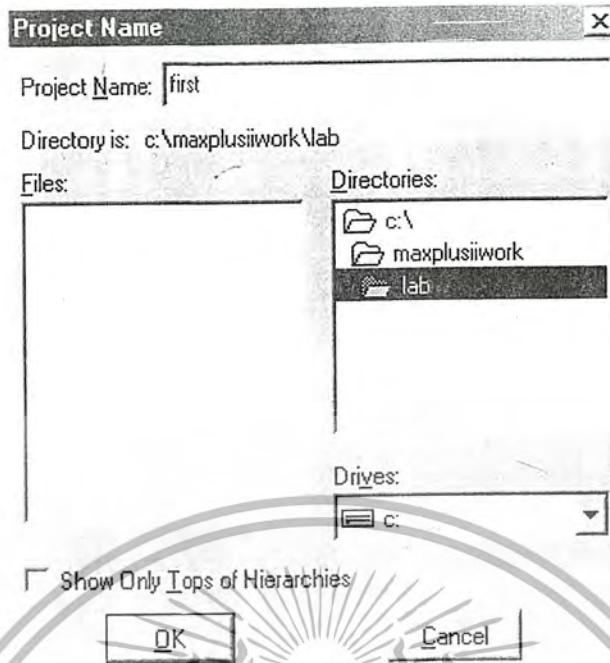 Project Name
Project Name: first
Directory is: c:\maxplusiiwork\lab
Files:
Directories:
c:\
maxplusiiwork
lab
Drives:
c:
Show Only Tops of Hierarchies
OK
Cancel